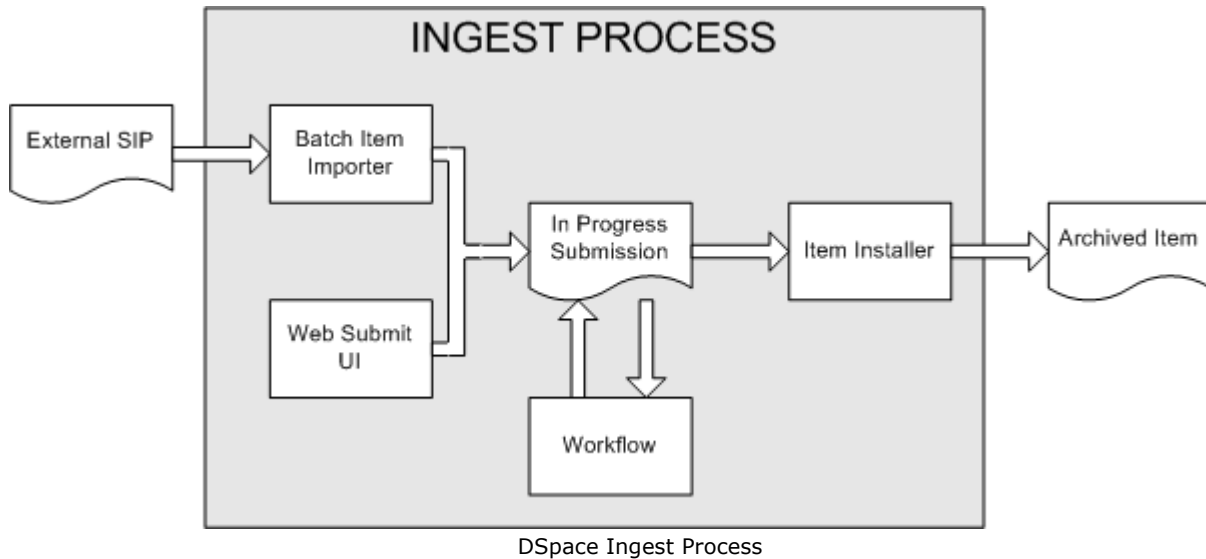 INGEST PROCESS
External SIP
Batch Item
Importer
In Progress
Submission
Item Installer
Archived Item
Web Submit
UI
Workflow
DSpace Ingest Process